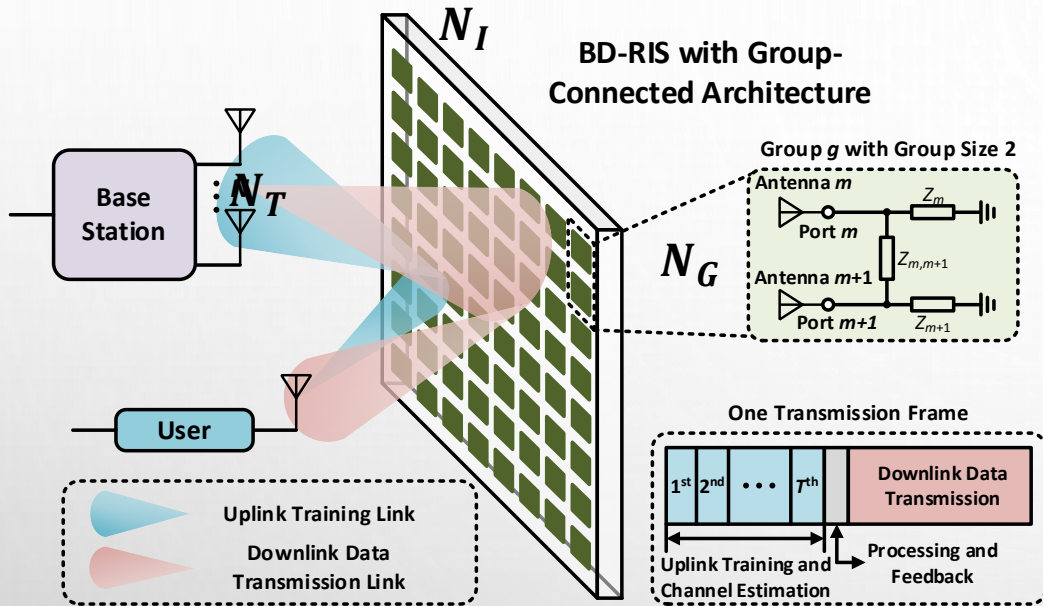 N_I
BD-RIS with Group-
Connected Architecture
Base
Station
N_T
Group g with Group Size 2
Antenna m
Port m
Z_m
Z_{m,m+1}
N_G
Antenna m+1
Port m+1
Z_{m+1}
User
Uplink Training Link
Downlink Data
Transmission Link
One Transmission Frame
1st 2nd ••• Tth
Downlink Data
Transmission
Uplink Training and
Channel Estimation
Processing and
Feedback